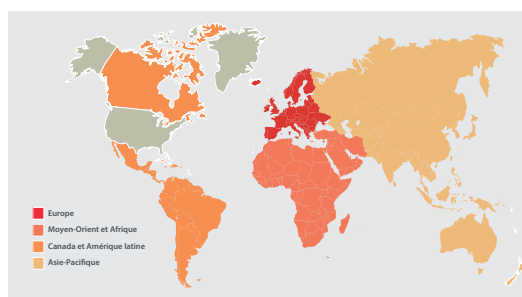 Europe
Moyen-Orient et Afrique
Canada et Amérique latine
Asie-Pacifique